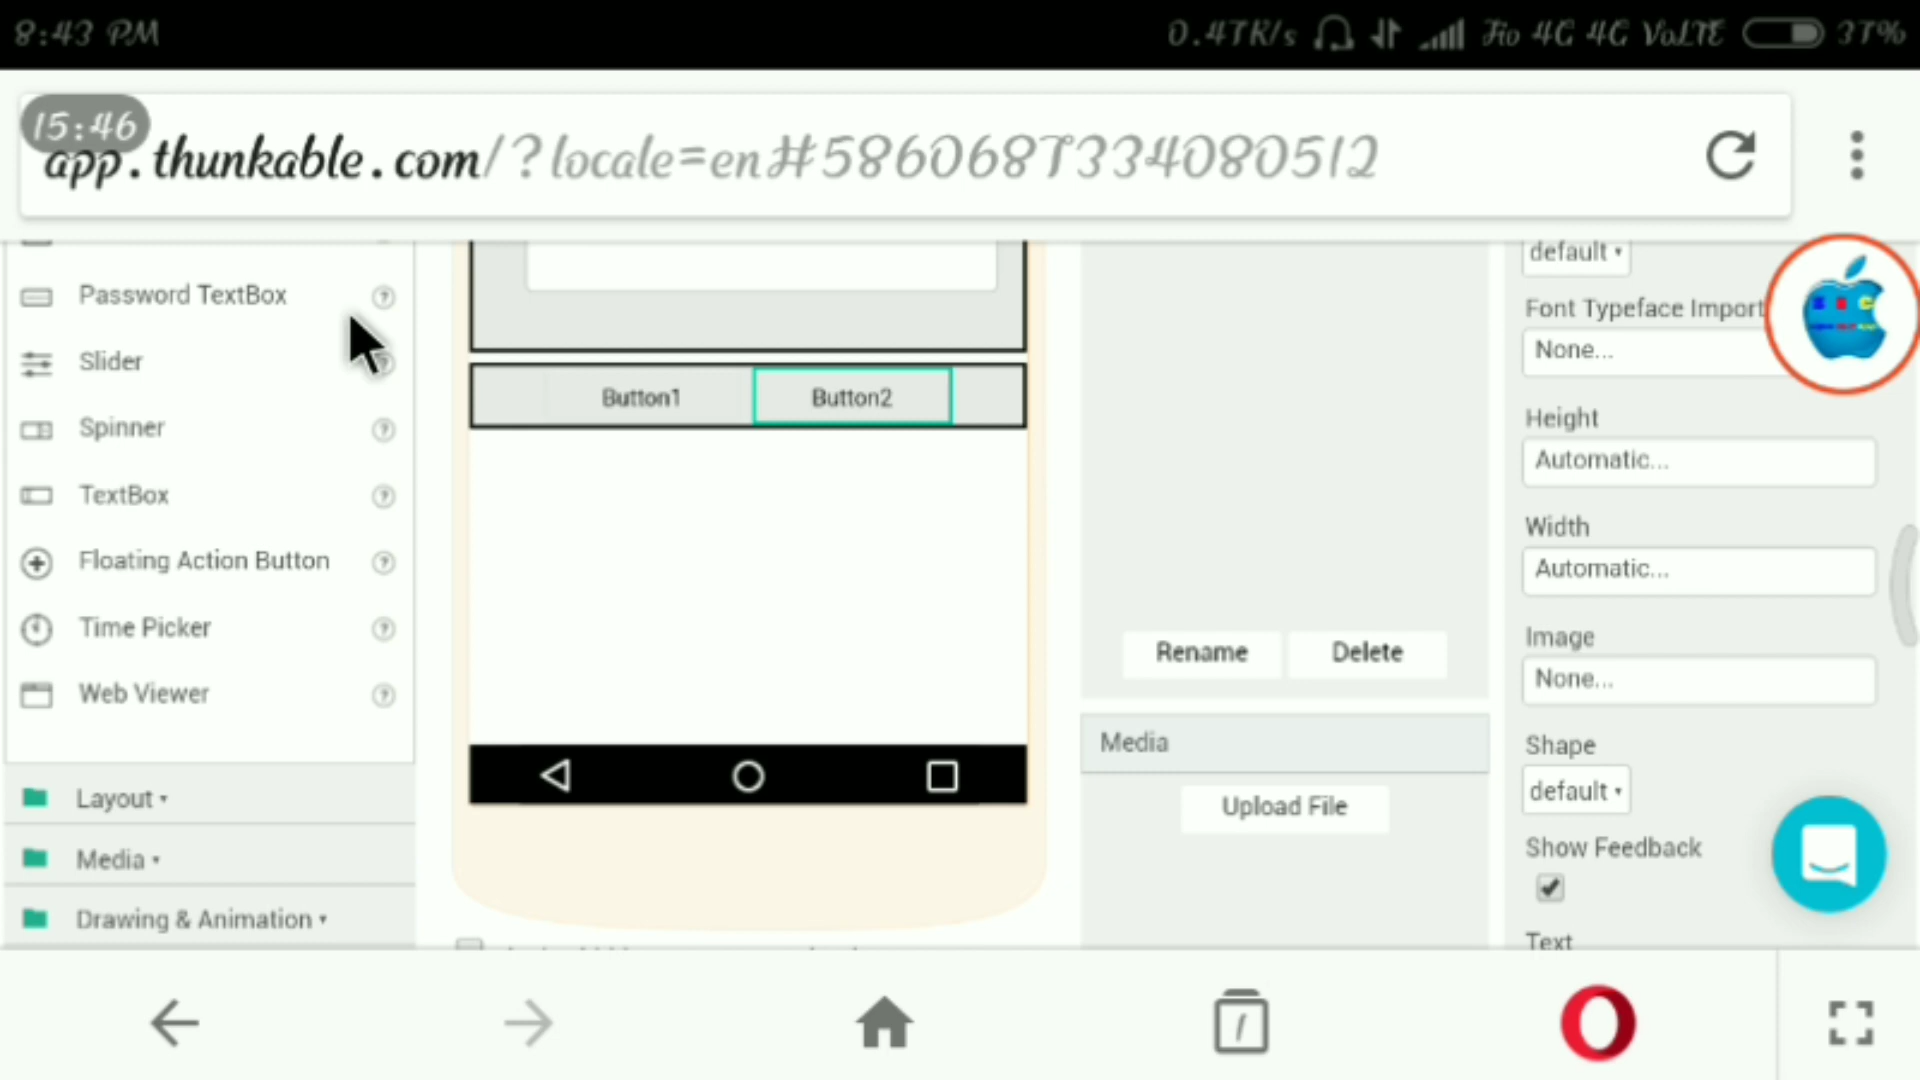 8:43 PM
0.47K/s Jio 4G 4G VoLTE 37%
15:46
app.thunkable.com/?locale=en#5860687334080512
Password TextBox
Slider
Spinner
TextBox
Floating Action Button
Time Picker
Web Viewer
Layout
Media
Drawing & Animation
Button1
Button2
Rename
Delete
Media
Upload File
default
Font Typeface Import
None...
Height
Automatic...
Width
Automatic...
Image
None...
Shape
default
Show Feedback
Text
1